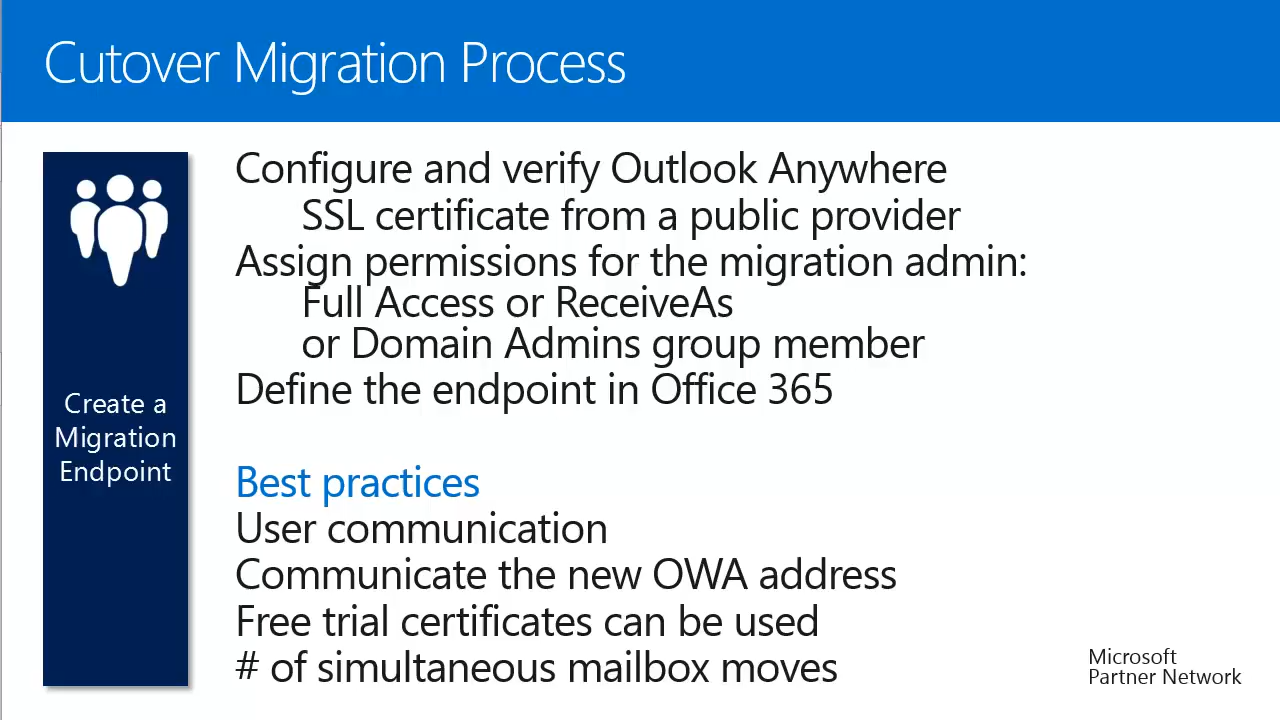 Cutover Migration Process
Create a
Migration
Endpoint
Configure and verify Outlook Anywhere
SSL certificate from a public provider
Assign permissions for the migration admin:
Full Access or ReceiveAs
or Domain Admins group member
Define the endpoint in Office 365
Best practices
User communication
Communicate the new OWA address
Free trial certificates can be used
# of simultaneous mailbox moves
Microsoft
Partner Network